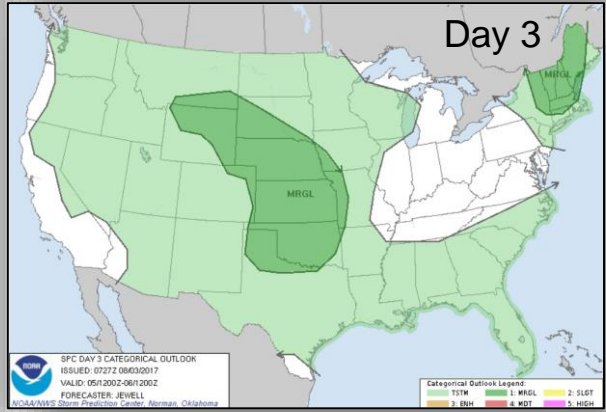 Day 3
MRGL
MRGL
NOAA
SPC DAY 3 CATEGORICAL OUTLOOK
ISSUED: 0727Z 08/03/2017
VALID: 05/1200Z-06/1200Z
FORECASTER: JEWELL
NOAA/NWS Storm Prediction Center, Norman, Oklahoma
Categorical Outlook Legend:
TSTM 1: MRGL 2: SLGT
3: ENH 4: MDT 5: HIGH